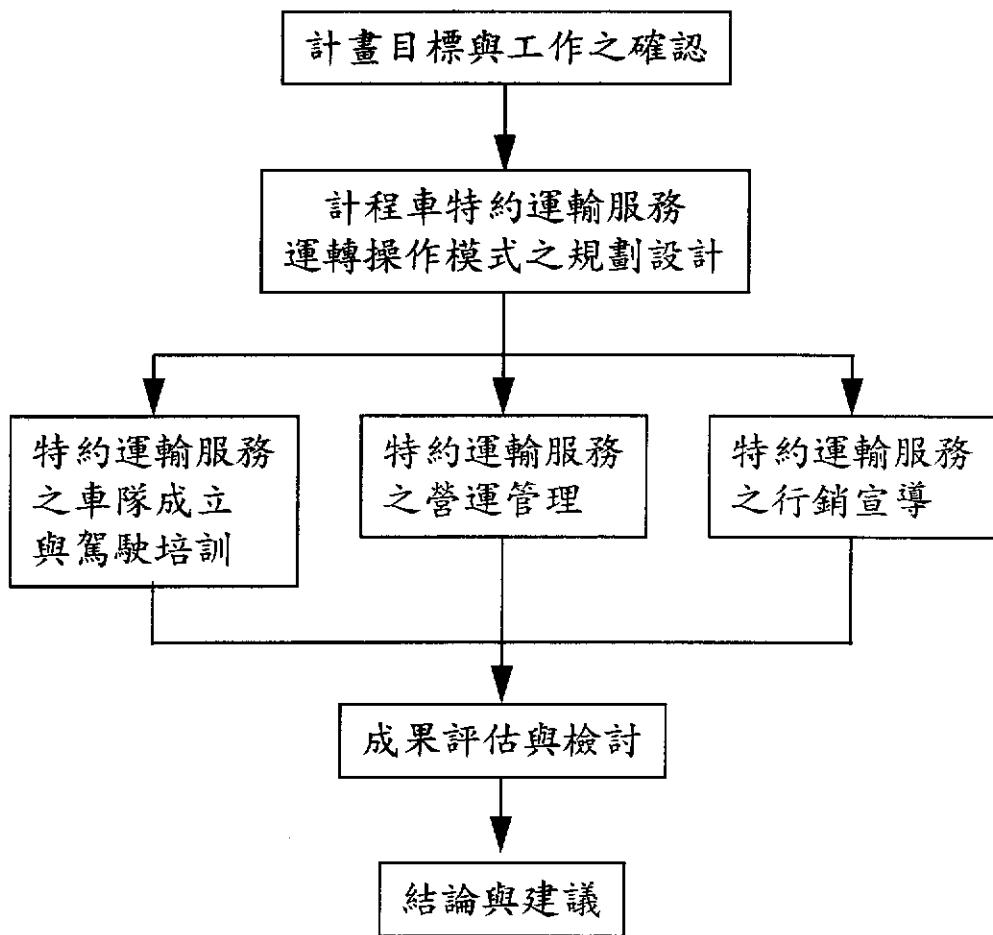 計畫目標與工作之確認
計程車特約運輸服務
運轉操作模式之規劃設計
特約運輸服務
之車隊成立
與駕駛培訓
特約運輸服務
之營運管理
特約運輸服務
之行銷宣導
成果評估與檢討
結論與建議